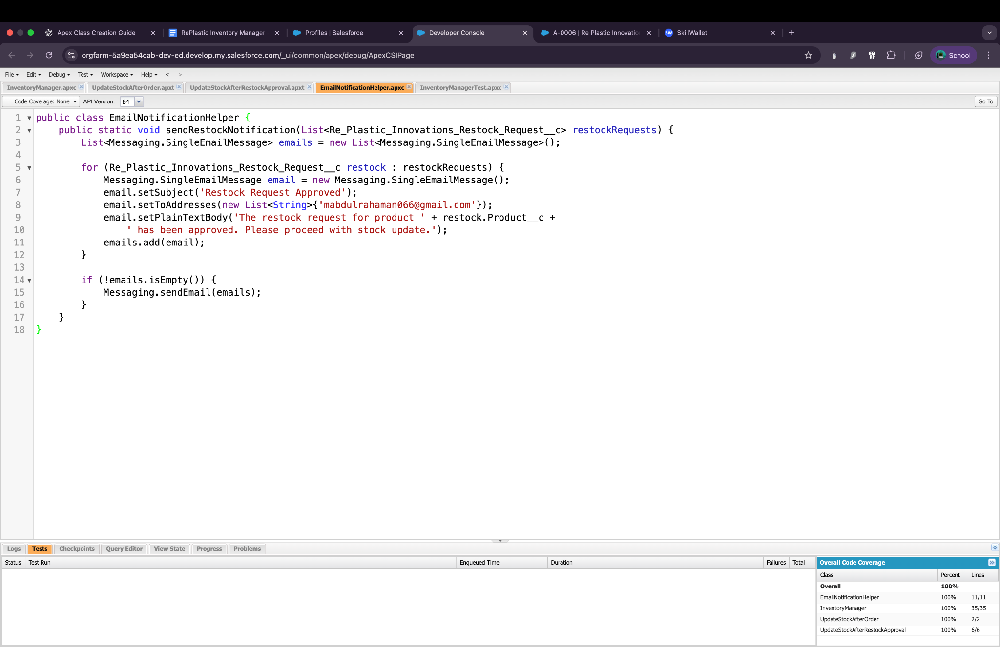 Apex Class Creation Guide
RePlastic Inventory Manager
Profiles | Salesforce
Developer Console
A-0006 | Re Plastic Innovatio
SW SkillWallet
orgfarm-5a9ea54cab-dev-ed.develop.my.salesforce.com/_ui/common/apex/debug/ApexCSIPage
School
File Edit Debug Test Workspace Help < >
InventoryManager.apxc UpdateStockAfterOrder.apxt UpdateStockAfterRestockApproval.apxt EmailNotificationHelper.apxc InventoryManagerTest.apxc
Code Coverage: None API Version: 64 Go To
1 public class EmailNotificationHelper {
2 public static void sendRestockNotification(List<Re_Plastic_Innovations_Restock_Request__c> restockRequests) {
3 List<Messaging.SingleEmailMessage> emails = new List<Messaging.SingleEmailMessage>();
4
5 for (Re_Plastic_Innovations_Restock_Request__c restock : restockRequests) {
6 Messaging.SingleEmailMessage email = new Messaging.SingleEmailMessage();
7 email.setSubject('Restock Request Approved');
8 email.setToAddresses(new List<String>{'mabdulrahaman066@gmail.com'});
9 email.setPlainTextBody('The restock request for product ' + restock.Product__c +
10 ' has been approved. Please proceed with stock update.');
11 emails.add(email);
12 }
13
14 if (!emails.isEmpty()) {
15 Messaging.sendEmail(emails);
16 }
17 }
18 }
Logs Tests Checkpoints Query Editor View State Progress Problems
Status Test Run Enqueued Time Duration Failures Total
Overall Code Coverage
Class Percent Lines
Overall 100%
EmailNotificationHelper 100% 11/11
InventoryManager 100% 35/35
UpdateStockAfterOrder 100% 2/2
UpdateStockAfterRestockApproval 100% 6/6